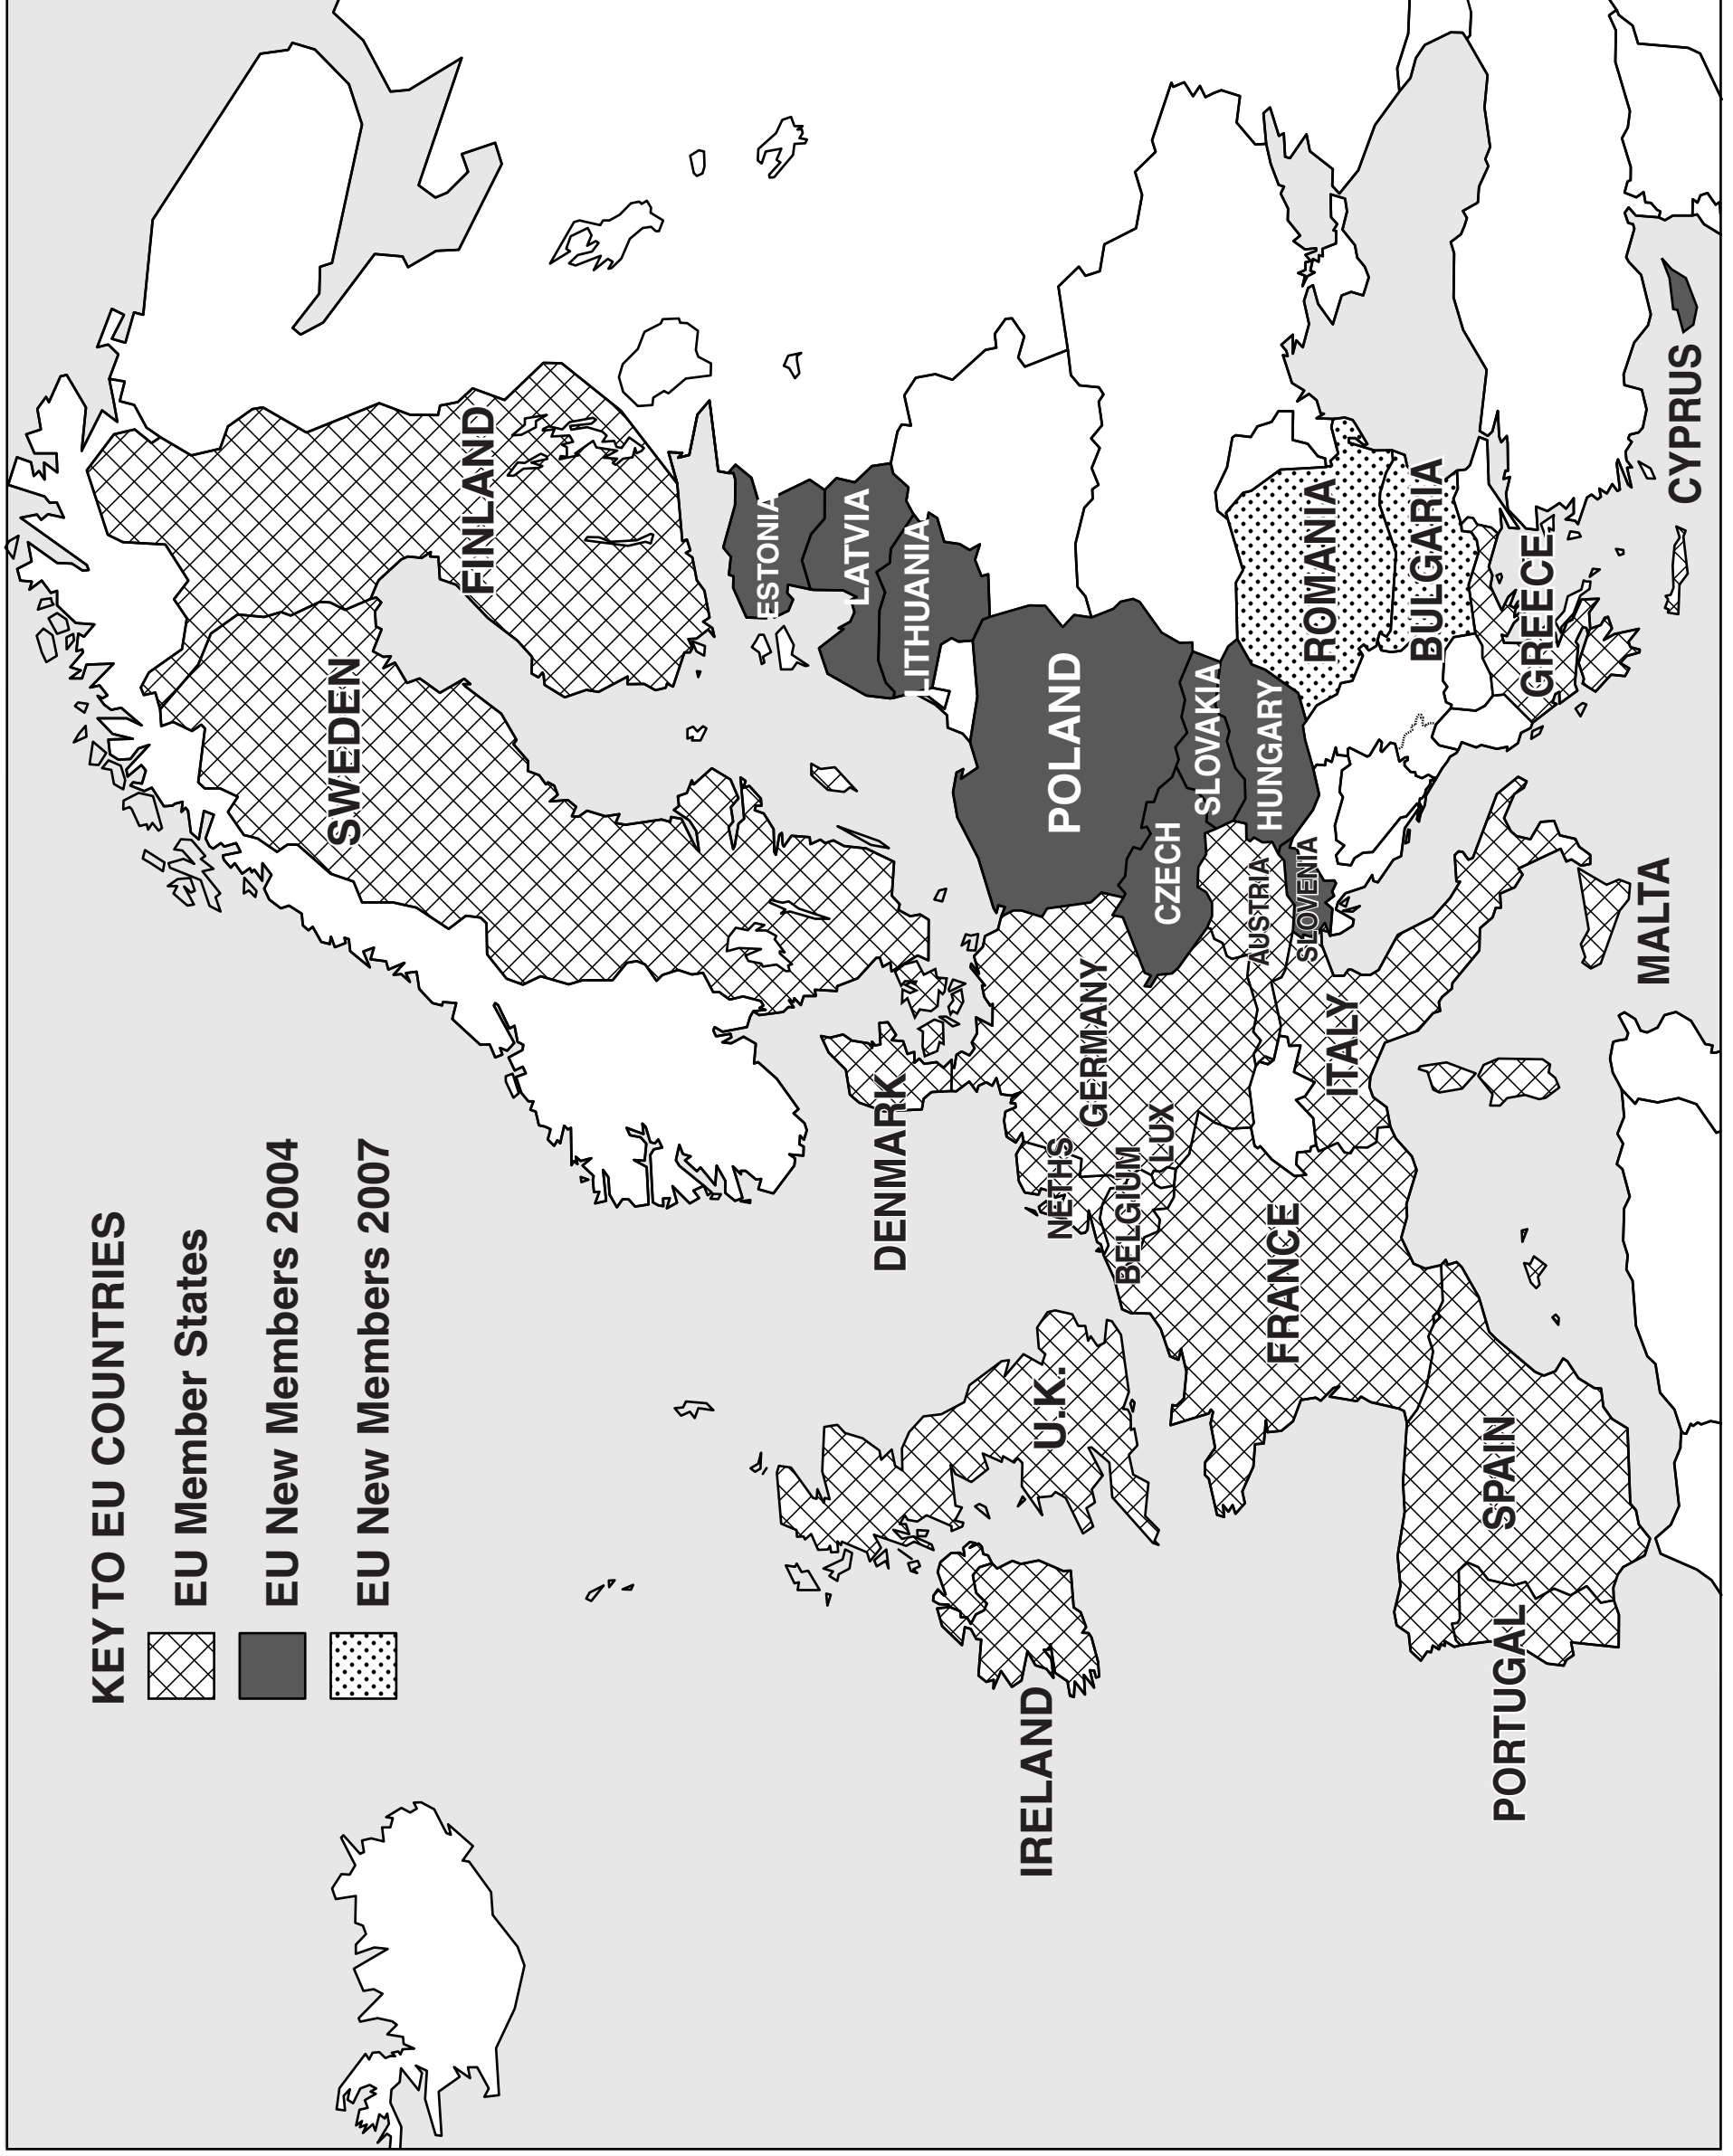 KEY TO EU COUNTRIES
EU Member States
EU New Members 2004
EU New Members 2007
SWEDEN
FINLAND
ESTONIA
LATVIA
LITHUANIA
DENMARK
IRELAND
U.K.
NETHS
BELGIUM
LUX
GERMANY
POLAND
CZECH
SLOVAKIA
AUSTRIA
HUNGARY
SLOVENIA
FRANCE
ITALY
ROMANIA
BULGARIA
PORTUGAL
SPAIN
GREECE
MALTA
CYPRUS